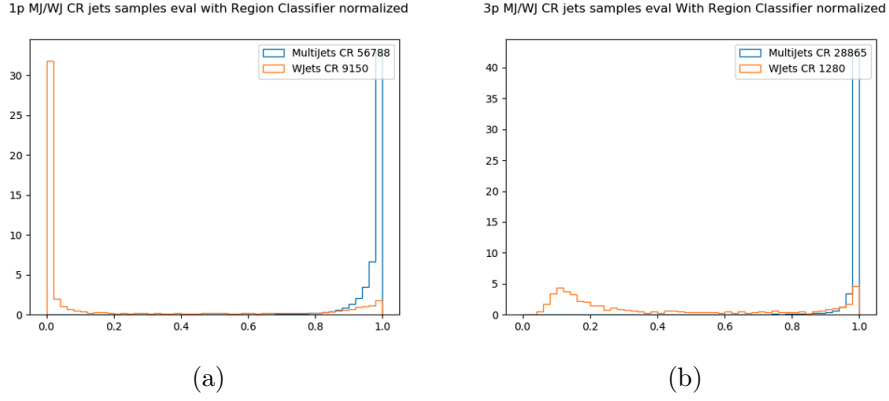 1p MJ/WJ CR jets samples eval with Region Classifier normalized
MultiJets CR 56788
WJets CR 9150
30
25
20
15
10
5
0
0.0 0.2 0.4 0.6 0.8 1.0
(a)
3p MJ/WJ CR jets samples eval With Region Classifier normalized
MultiJets CR 28865
WJets CR 1280
40
35
30
25
20
15
10
5
0
0.0 0.2 0.4 0.6 0.8 1.0
(b)